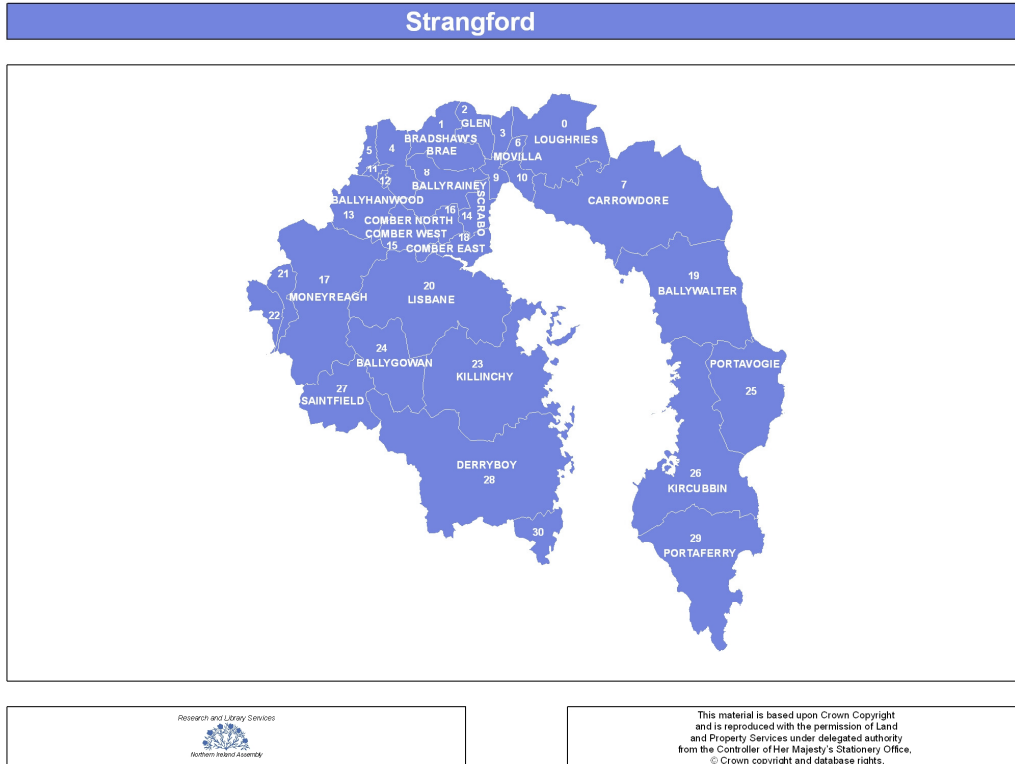 Strangford
2
GLEN
1
BRADSHAW'S
BRAE
0
LOUGHRIES
3
6
MOVILLA
5
4
11
12
8
BALLYRAINEY
9
10
7
CARROWDORE
BALLYHANWOOD
13
SCRABO
16
14
COMBER NORTH
COMBER WEST
18
15
COMBER EAST
21
17
MONEYREAGH
22
20
LISBANE
19
BALLYWALTER
24
BALLYGOWAN
23
KILLINCHY
PORTAVOGIE
25
27
SAINTFIELD
DERRYBOY
28
26
KIRCUBBIN
30
29
PORTAFERRY
Research and Library Services
Northern Ireland Assembly
This material is based upon Crown Copyright
and is reproduced with the permission of Land
and Property Services under delegated authority
from the Controller of Her Majesty's Stationery Office,
© Crown copyright and database rights.